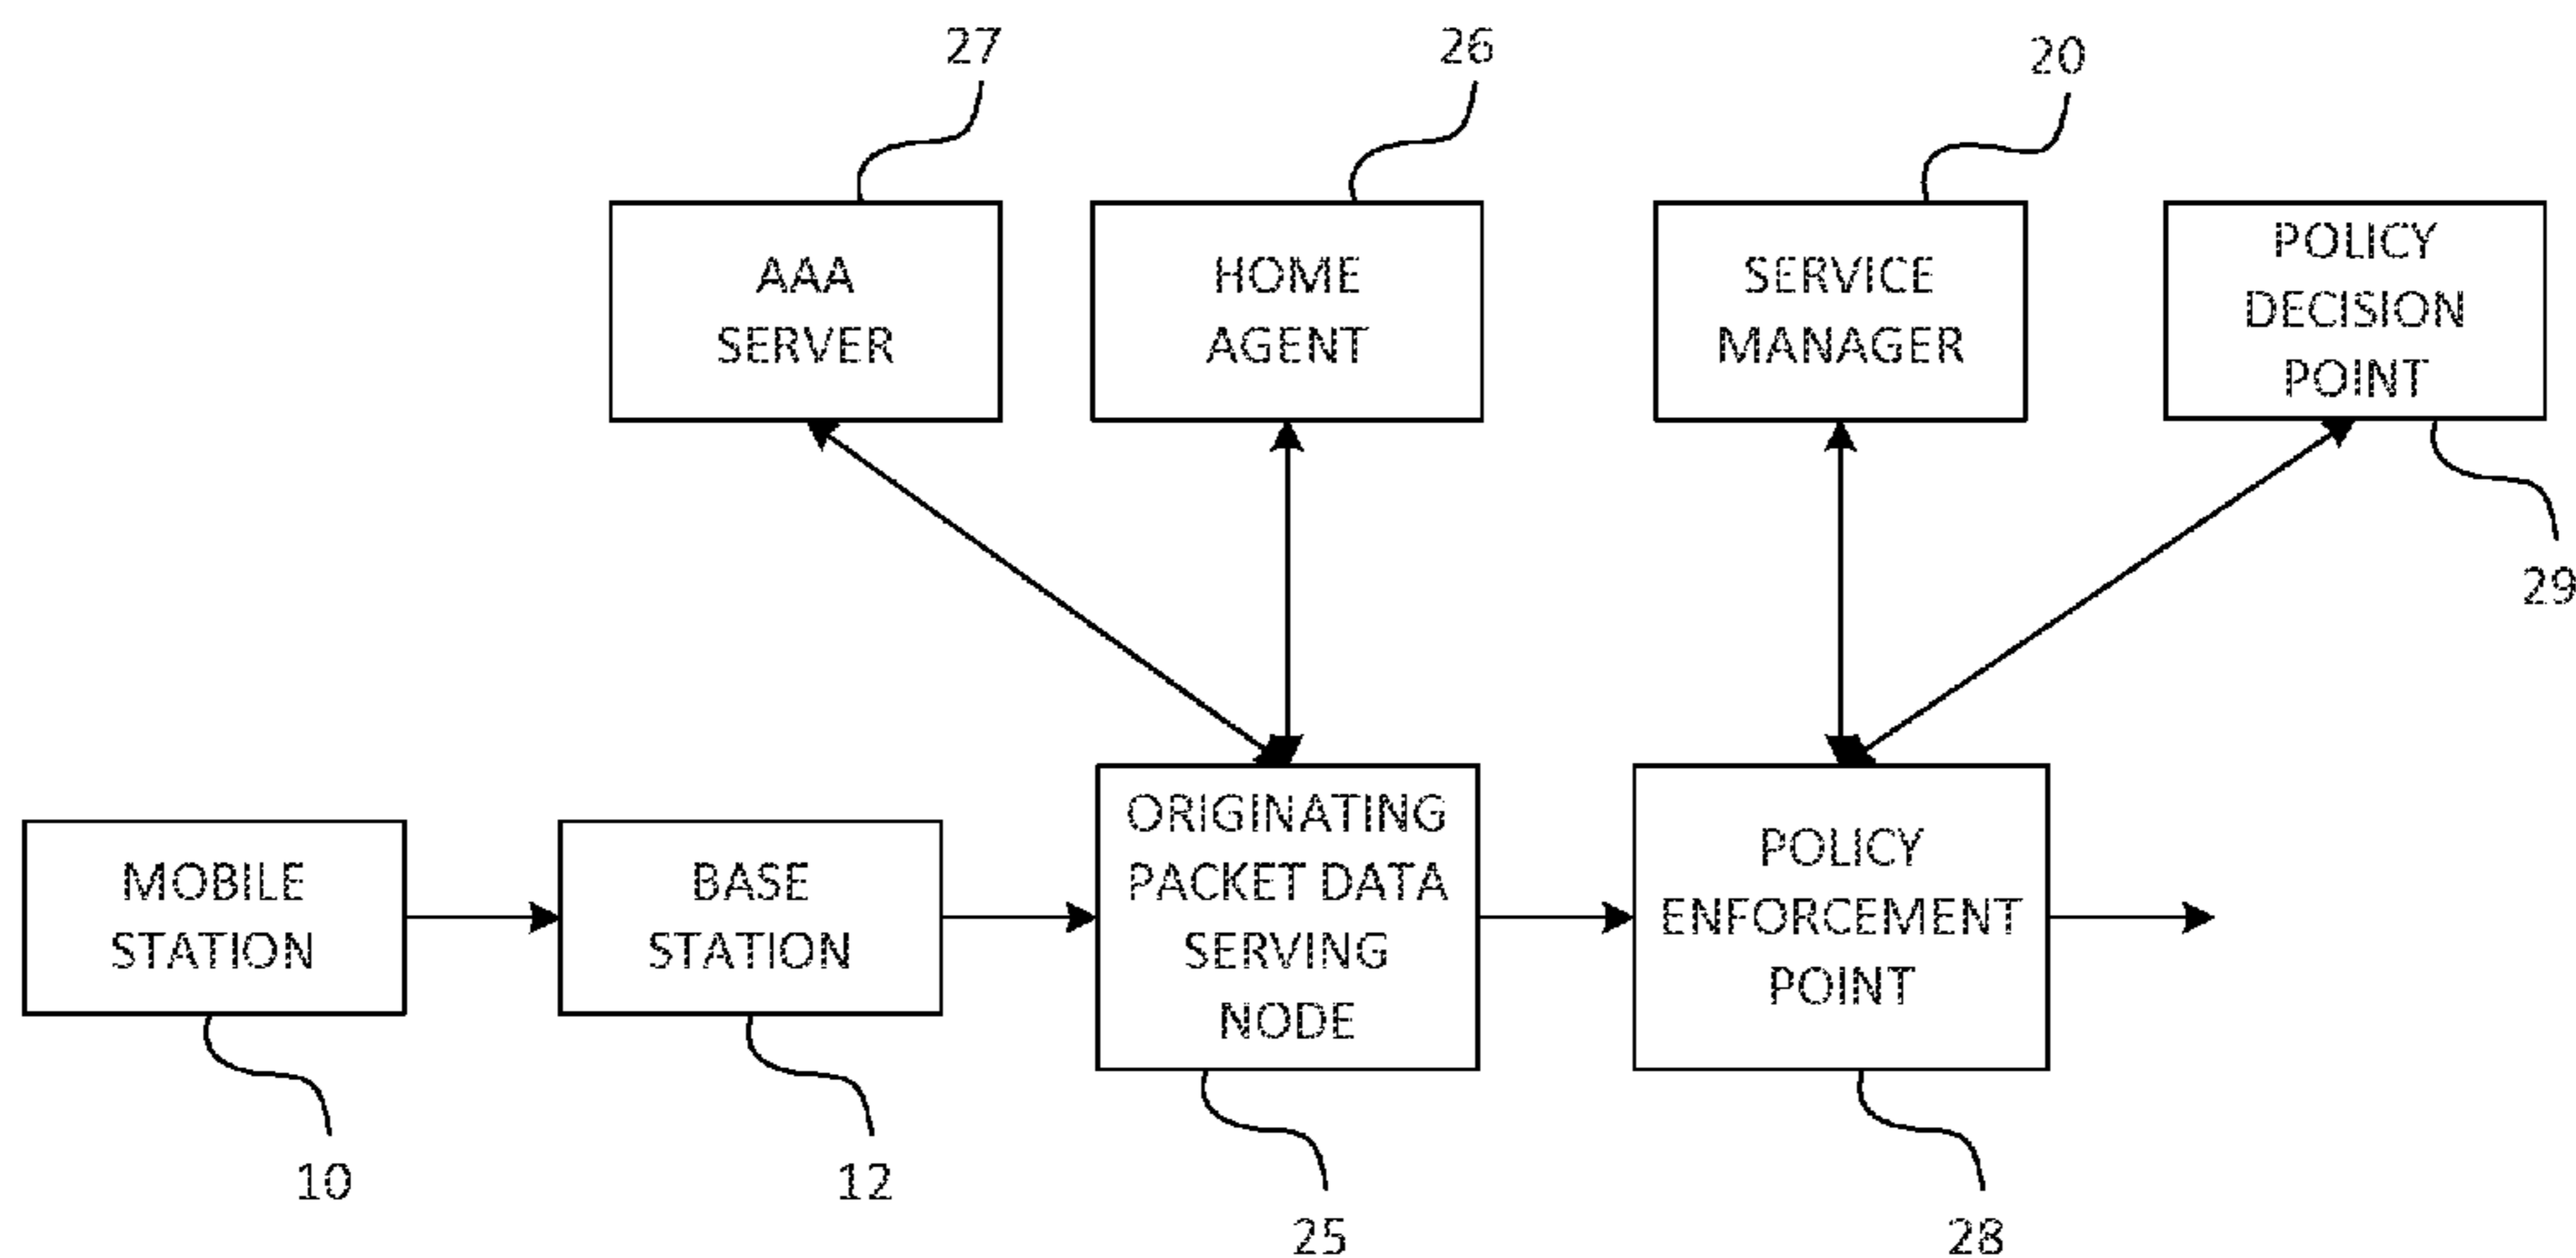 27
26
20
AAA
SERVER
HOME
AGENT
SERVICE
MANAGER
POLICY
DECISION
POINT
29
MOBILE
STATION
BASE
STATION
ORIGINATING
PACKET DATA
SERVING
NODE
POLICY
ENFORCEMENT
POINT
10
12
25
28